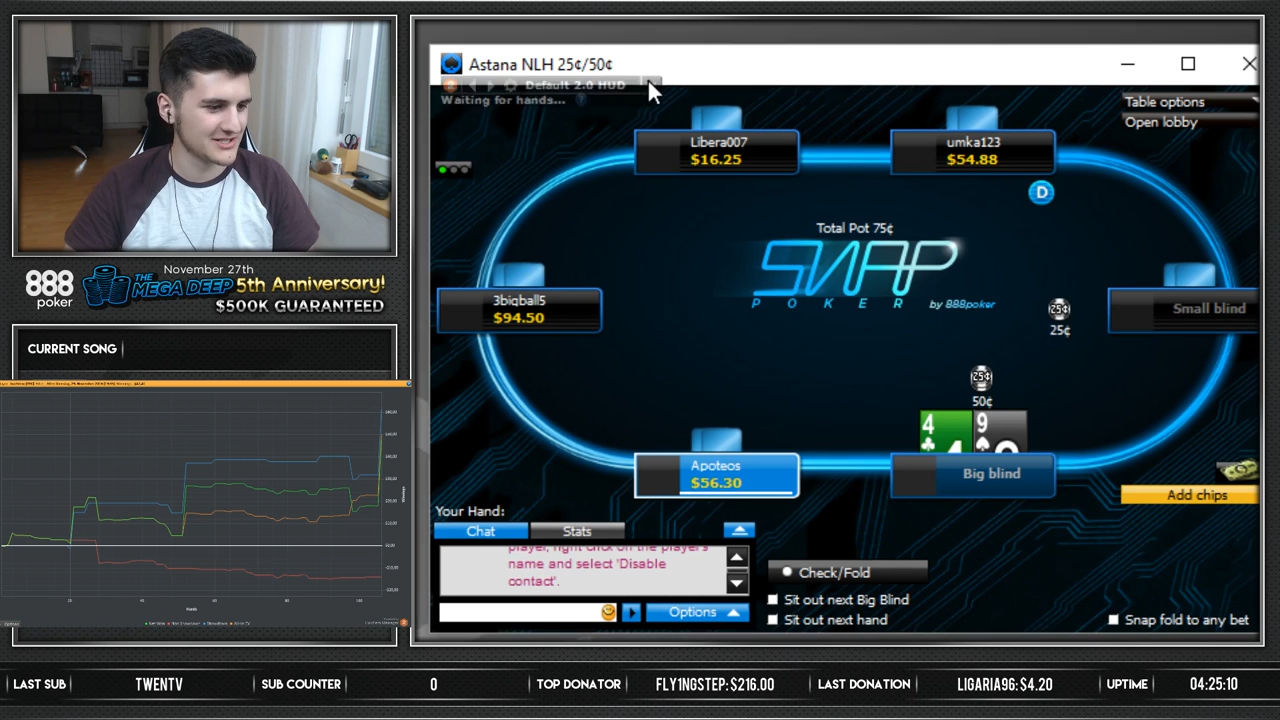 Astana NLH 25¢/50¢
Default 2.0 HUD
Waiting for hands...
Table options
Open lobby
Libera007
$16.25
umka123
$54.88
D
Total Pot 75¢
SNAP
POKER by 888poker
3bigball5
$94.50
Small blind
25¢
25¢
25¢
50¢
4
9
Apoteos
$56.30
Big blind
Add chips
Your Hand:
Chat
Stats
player, right click on the player's
name and select 'Disable
contact'.
Options
Check/Fold
Sit out next Big Blind
Sit out next hand
Snap fold to any bet
888
poker
THE
MEGA DEEP
November 27th
5th Anniversary!
$500K GUARANTEED
CURRENT SONG
LAST SUB
TWENTV
SUB COUNTER
0
TOP DONATOR
FLY1NGSTEP: $216.00
LAST DONATION
LIGARIA96: $4.20
UPTIME
04:25:10